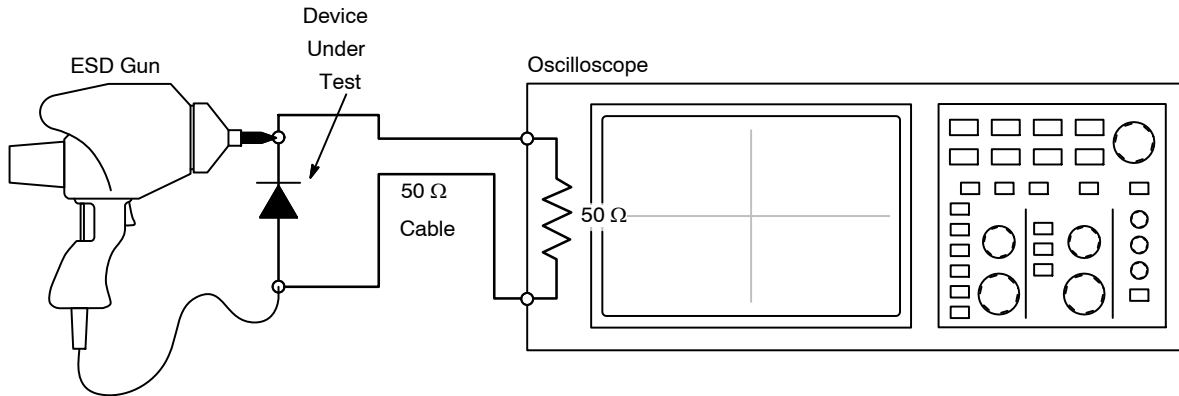 Device
Under
Test
ESD Gun
Oscilloscope
50 Ω
Cable
50 Ω